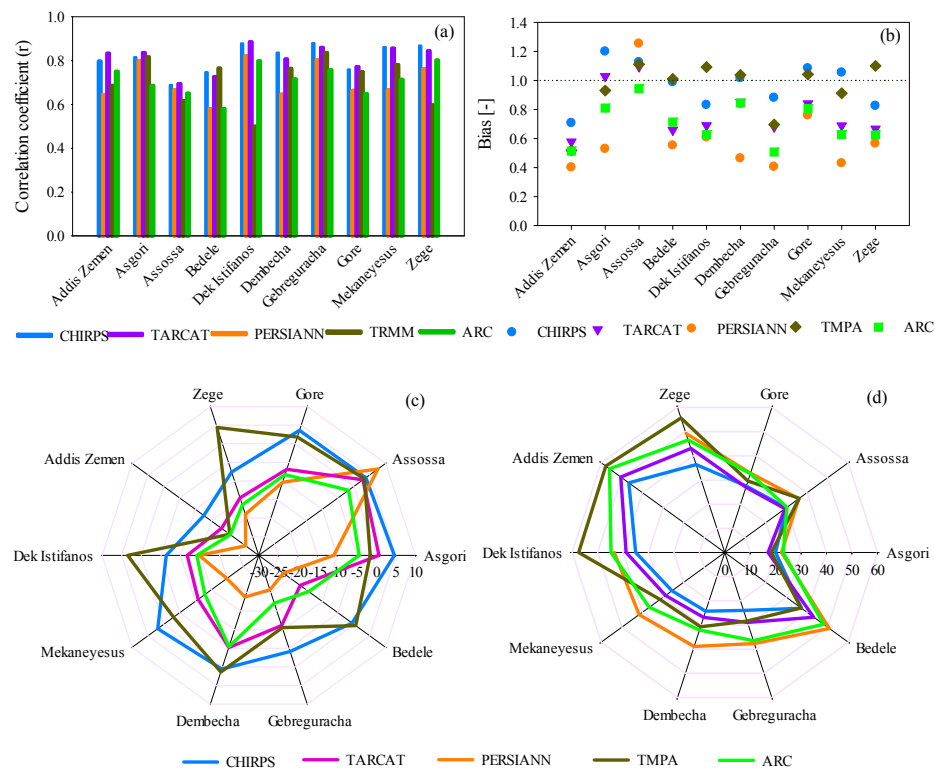 (a)
Correlation coefficient (r)
1.0
0.8
0.6
0.4
0.2
0.0
Addis Zemen
Asgori
Assossa
Bedele
Dek Istifanos
Dembecha
Gebreguracha
Gore
Mekaneyesus
Zege
CHIRPS TARCAT PERSIANN TRMM ARC
(b)
Bias [-]
1.4
1.2
1.0
0.8
0.6
0.4
0.2
0.0
Addis Zemen
Asgori
Assossa
Bedele
Dek Istifanos
Dembecha
Gebreguracha
Gore
Mekaneyesus
Zege
CHIRPS TARCAT PERSIANN TMPA ARC
(c)
Zege
Gore
Addis Zemen
Assossa
Dek Istifanos
Asgori
-30 -25 -20 -15 -10 -5 0 5 10
Mekaneyesus
Bedele
Dembecha
Gebreguracha
(d)
Zege
Gore
Addis Zemen
Assossa
Dek Istifanos
Asgori
0 10 20 30 40 50 60
Mekaneyesus
Bedele
Dembecha
Gebreguracha
CHIRPS TARCAT PERSIANN TMPA ARC